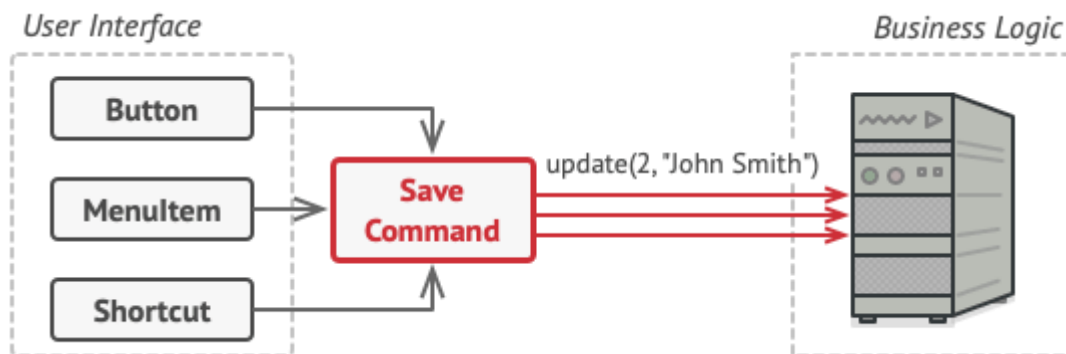 User Interface
Business Logic
Button
MenuItem
Shortcut
Save
Command
update(2, "John Smith")